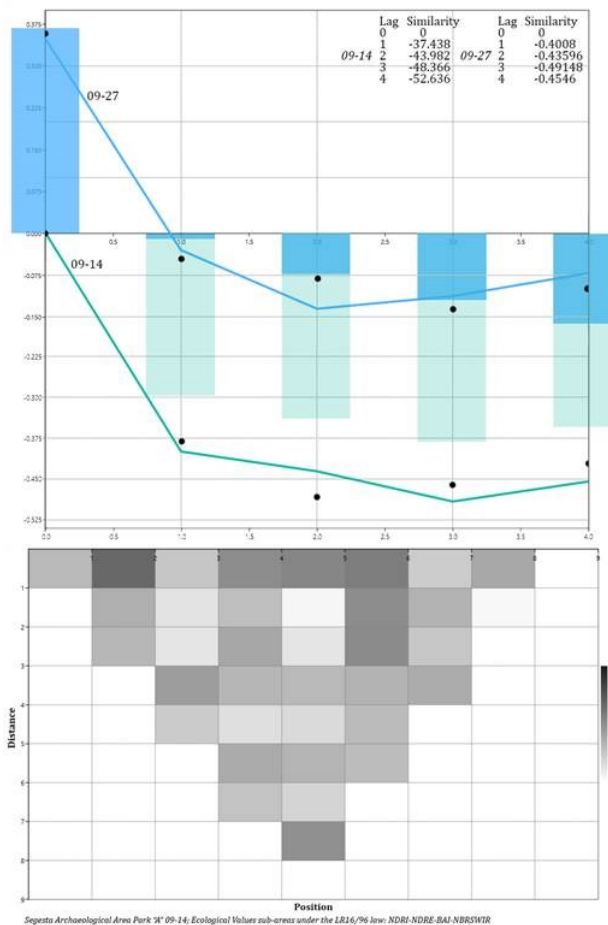 Lag Similarity Lag Similarity
0 0 0 0
1 -37.438 1 -0.4008
09-14 2 -43.982 09-27 2 -0.43596
3 -48.366 3 -0.49148
4 -52.636 4 -0.4546
0.375
09-27
0.225
0.150
0.075
0.000
0.5 1.0 1.5 2.0 2.5 3.0 3.5 4.0
09-14
-0.075
-0.150
-0.225
-0.300
-0.375
-0.450
-0.525
0.0 0.5 1.0 1.5 2.0 2.5 3.0 3.5 4.0
1 2 3 4 5 6 7 8 9
1
2
3
4
Distance
5
6
7
8
9
Position
Segesta Archaeological Area Park "A" 09-14; Ecological Values sub-areas under the LR16/96 law: NDRI-NDRE-BAI-NBRSWIR